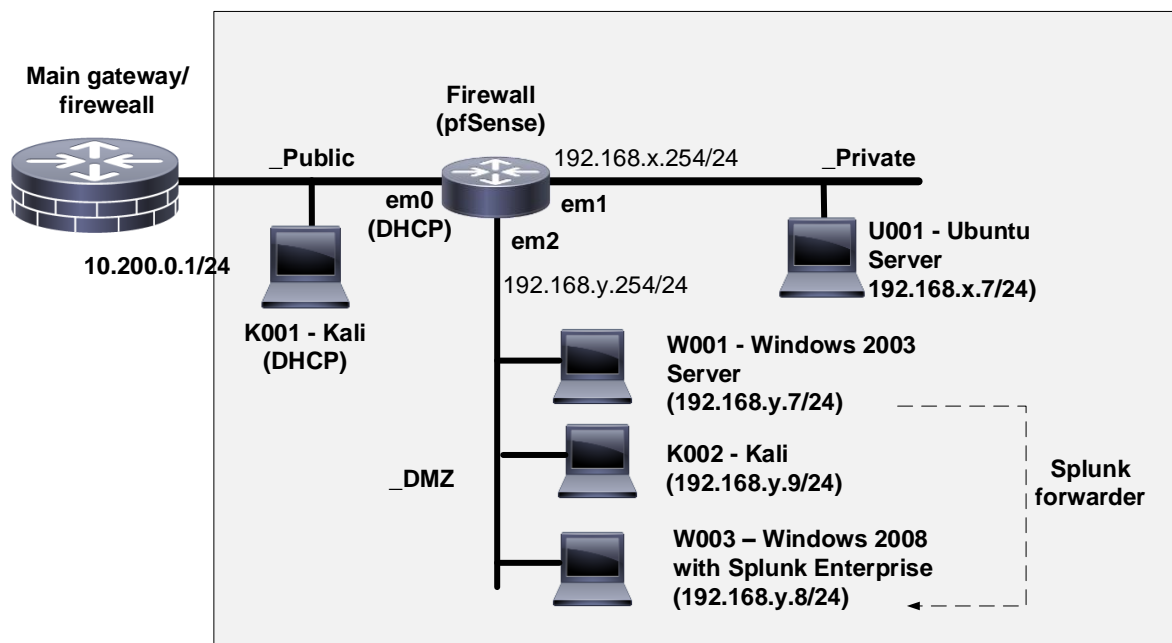 Main gateway/
fireweall
10.200.0.1/24
_Public
K001 - Kali
(DHCP)
Firewall
(pfSense)
em0
(DHCP)
em1
em2
192.168.x.254/24
_Private
U001 - Ubuntu
Server
192.168.x.7/24)
192.168.y.254/24
_DMZ
W001 - Windows 2003
Server
(192.168.y.7/24)
K002 - Kali
(192.168.y.9/24)
W003 – Windows 2008
with Splunk Enterprise
(192.168.y.8/24)
Splunk
forwarder